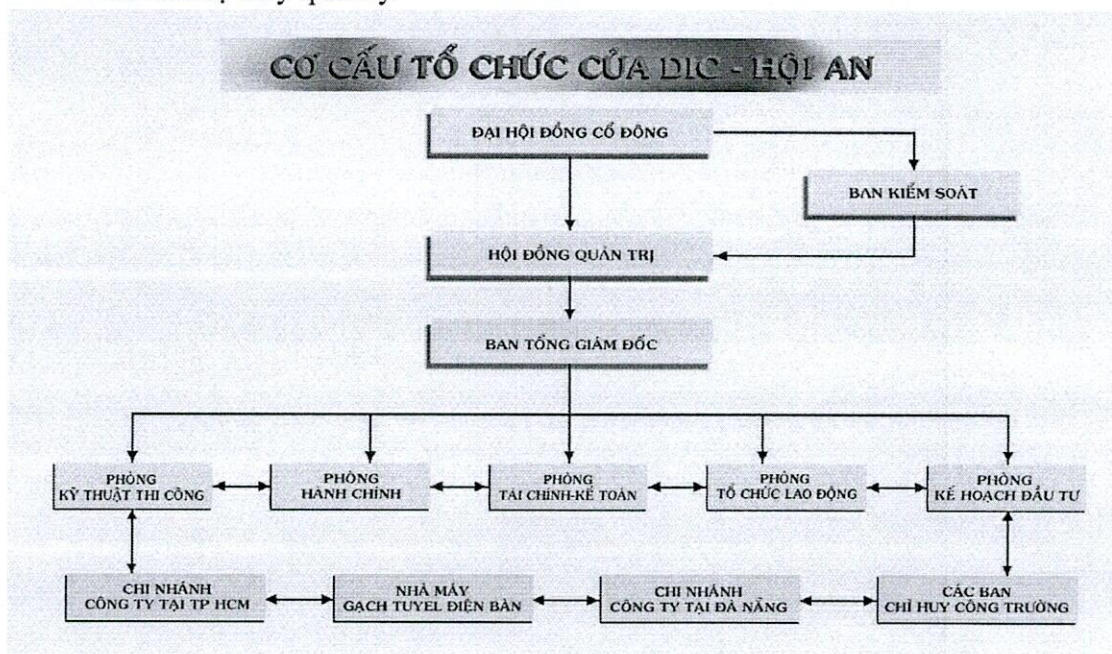 CƠ CẤU TỔ CHỨC CỦA DIC - HỘI AN
ĐẠI HỘI ĐỒNG CỔ ĐÔNG
BAN KIỂM SOÁT
HỘI ĐỒNG QUẢN TRỊ
BAN TỔNG GIÁM ĐỐC
PHÒNG
KỸ THUẬT THI CÔNG
PHÒNG
HÀNH CHÍNH
PHÒNG
TÀI CHÍNH-KẾ TOÁN
PHÒNG
TỔ CHỨC LAO ĐỘNG
PHÒNG
KẾ HOẠCH ĐẦU TƯ
CHI NHÁNH
CÔNG TY TẠI TP HCM
NHÀ MÁY
GẠCH TUYEL ĐIỆN BÀN
CHI NHÁNH
CÔNG TY TẠI ĐÀ NẴNG
CÁC BAN
CHỈ HUY CÔNG TRƯỜNG